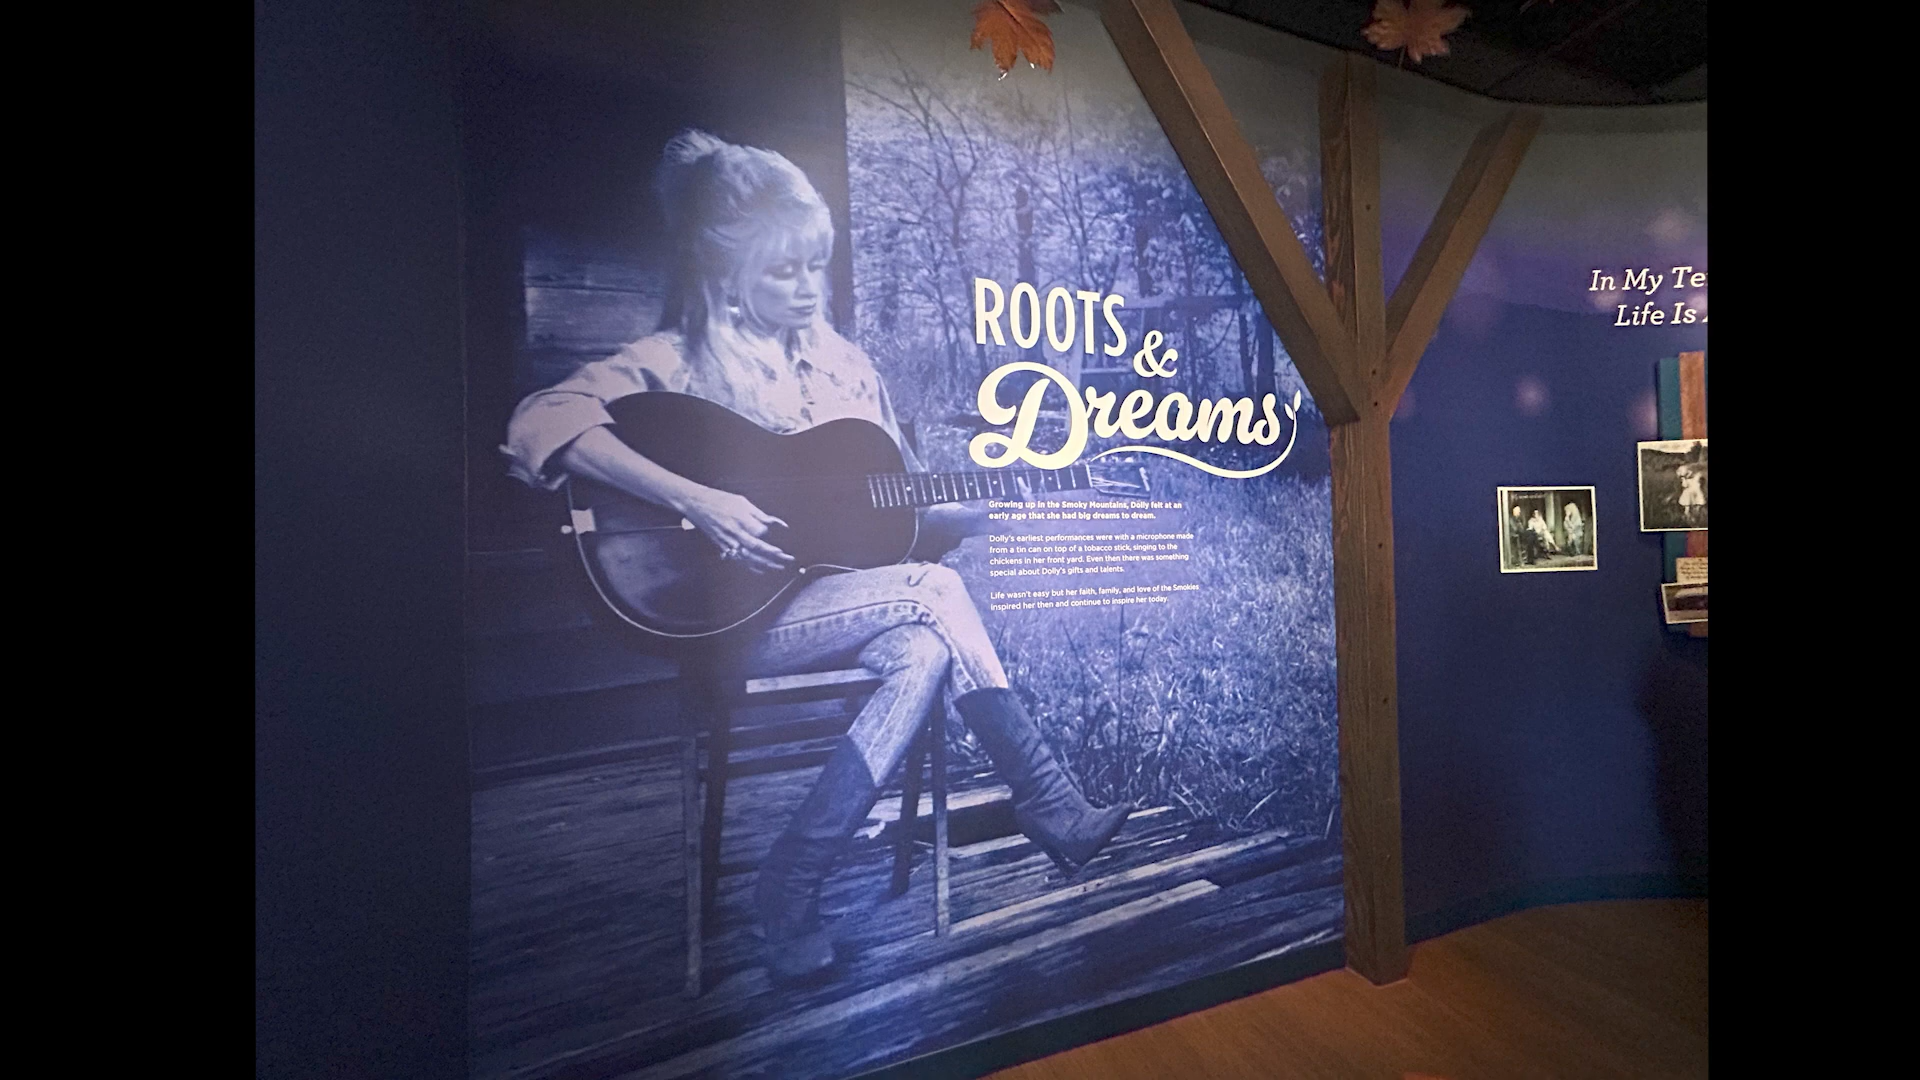 ROOTS
&
Dreams
Growing up in the Smoky Mountains, Dolly felt at an
early age that she had big dreams to dream.
Dolly's earliest performances were with a microphone made
from a tin can on top of a tobacco stick, singing to the
chickens in her front yard. Even then there was something
special about Dolly's gifts and talents.
Life wasn't easy but her faith, family, and love of the Smokies
inspired her then and continue to inspire her today.
In My Te
Life Is